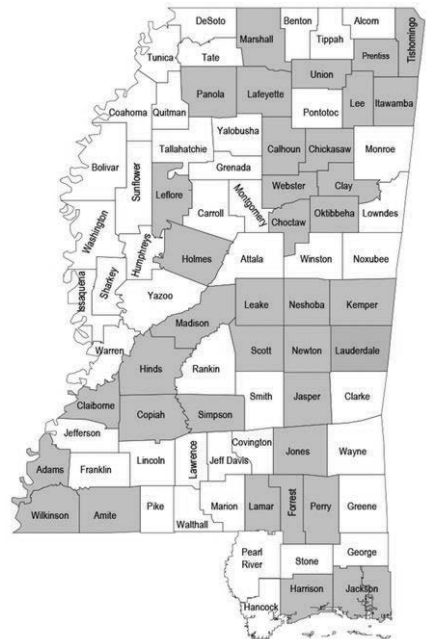 DeSoto
Marshall
Benton
Tippah
Alcorn
Tishomingo
Prentiss
Tunica
Tate
Union
Panola
Lafeyette
Lee
Itawamba
Coahoma
Quitman
Pontotoc
Yalobusha
Calhoun
Chickasaw
Monroe
Tallahatchie
Bolivar
Sunflower
Grenada
Leflore
Webster
Clay
Carroll
Montgomery
Choctaw
Oktibbeha
Lowndes
Washington
Humphreys
Holmes
Attala
Winston
Noxubee
Issaquena
Sharkey
Yazoo
Leake
Neshoba
Kemper
Madison
Warren
Hinds
Rankin
Scott
Newton
Lauderdale
Claiborne
Copiah
Simpson
Smith
Jasper
Clarke
Jefferson
Adams
Franklin
Lincoln
Lawrence
Jeff Davis
Covington
Jones
Wayne
Wilkinson
Amite
Pike
Walthall
Marion
Lamar
Forrest
Perry
Greene
Pearl
River
Stone
George
Hancock
Harrison
Jackson